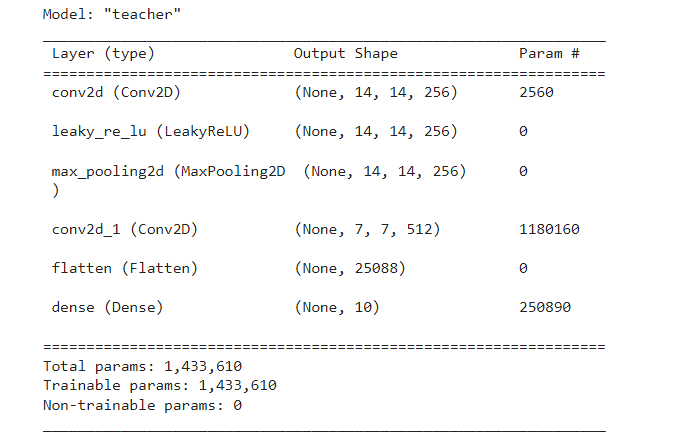 Model: "teacher"
_________________________________________________________________
Layer (type) Output Shape Param #
=================================================================
conv2d (Conv2D) (None, 14, 14, 256) 2560
leaky_re_lu (LeakyReLU) (None, 14, 14, 256) 0
max_pooling2d (MaxPooling2D (None, 14, 14, 256) 0
)
conv2d_1 (Conv2D) (None, 7, 7, 512) 1180160
flatten (Flatten) (None, 25088) 0
dense (Dense) (None, 10) 250890
=================================================================
Total params: 1,433,610
Trainable params: 1,433,610
Non-trainable params: 0
_________________________________________________________________